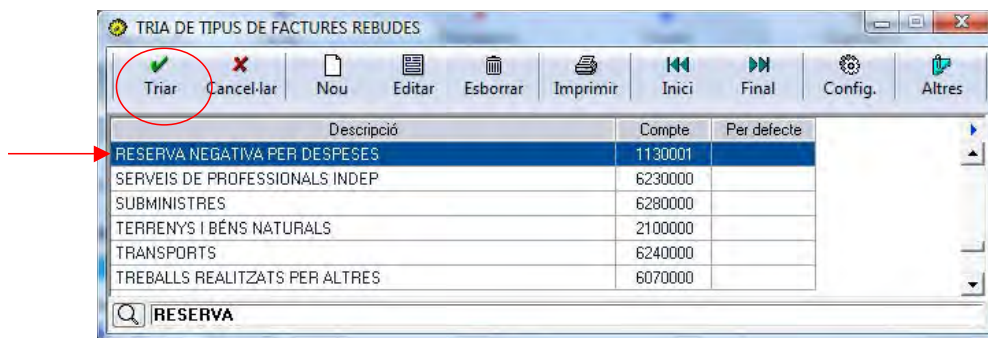 TRIA DE TIPUS DE FACTURES REBUDES
Triar Cancel·lar Nou Editar Esborrar Imprimir Inici Final Config. Altres
Descripció Compte Per defecte
RESERVA NEGATIVA PER DESPESES 1130001
SERVEIS DE PROFESSIONALS INDEP 6230000
SUBMINISTRES 6280000
TERRENYS I BÉNS NATURALS 2100000
TRANSPORTS 6240000
TREBALLS REALITZATS PER ALTRES 6070000
RESERVA